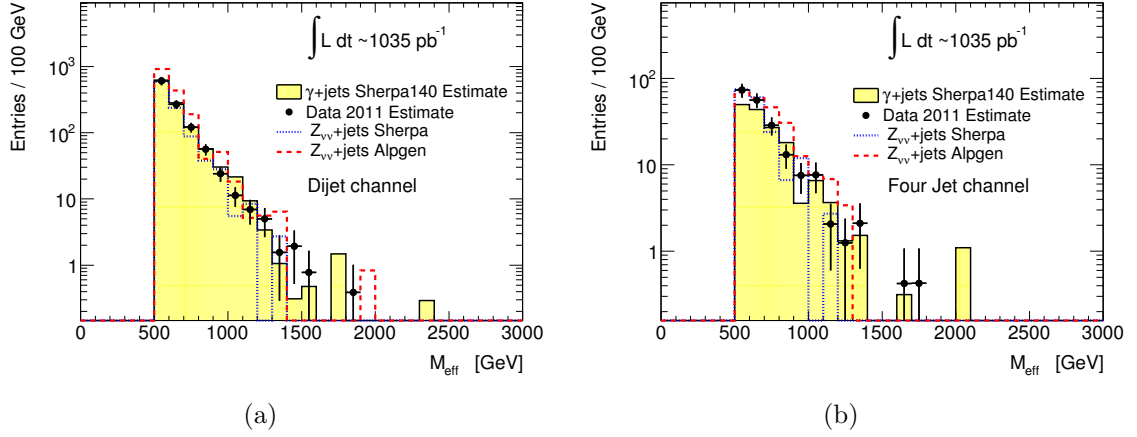 Entries / 100 GeV
10³
10²
10
1
∫ L dt ~1035 pb⁻¹
γ+jets Sherpa140 Estimate
Data 2011 Estimate
Zνν+jets Sherpa
Zνν+jets Alpgen
Dijet channel
0 500 1000 1500 2000 2500 3000
M_eff [GeV]
(a)
Entries / 100 GeV
10²
10
1
∫ L dt ~1035 pb⁻¹
γ+jets Sherpa140 Estimate
Data 2011 Estimate
Zνν+jets Sherpa
Zνν+jets Alpgen
Four Jet channel
0 500 1000 1500 2000 2500 3000
M_eff [GeV]
(b)